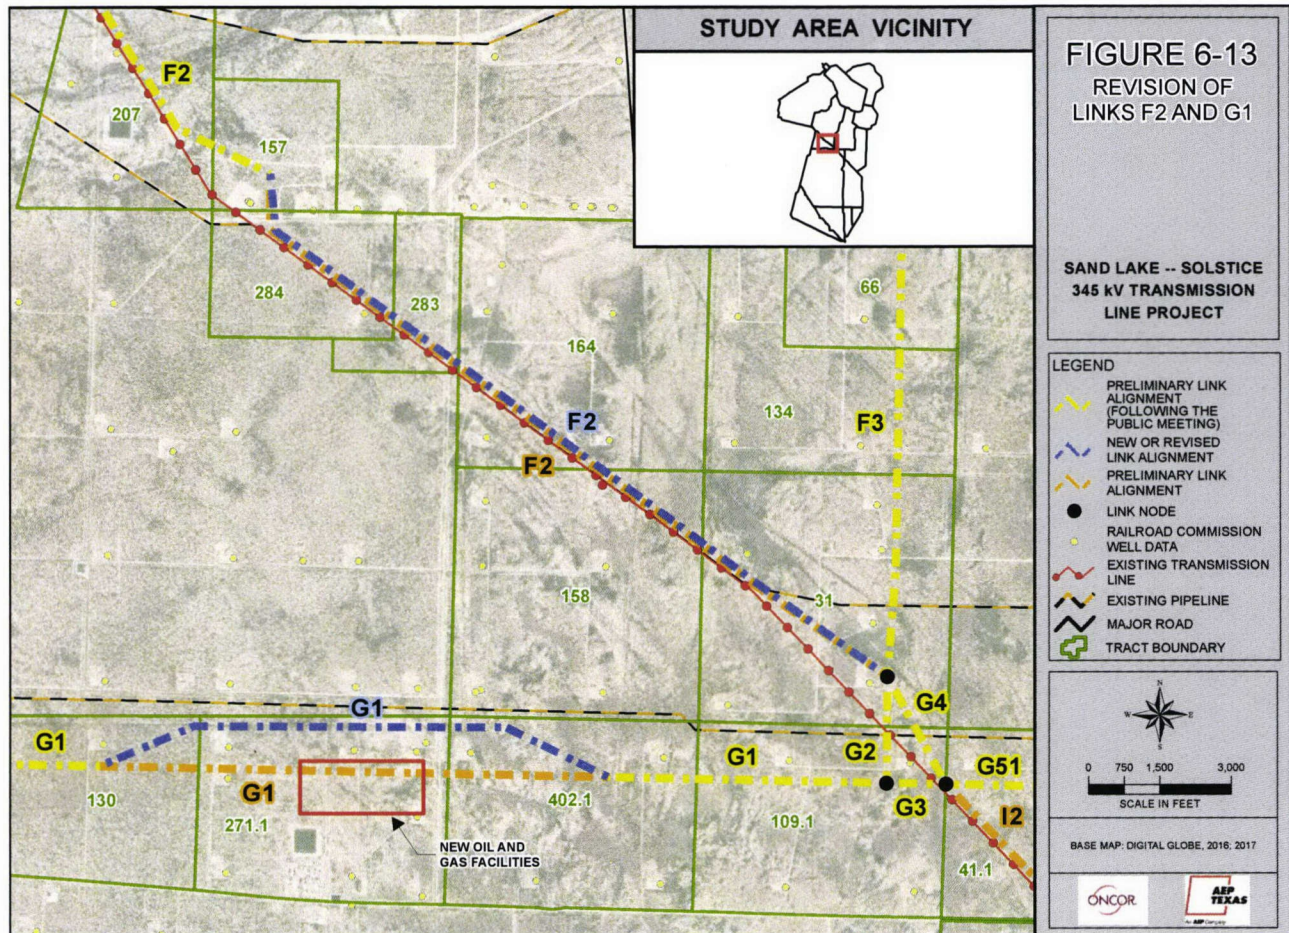 STUDY AREA VICINITY
FIGURE 6-13
REVISION OF
LINKS F2 AND G1
SAND LAKE -- SOLSTICE
345 kV TRANSMISSION
LINE PROJECT
LEGEND
PRELIMINARY LINK
ALIGNMENT
(FOLLOWING THE
PUBLIC MEETING)
NEW OR REVISED
LINK ALIGNMENT
PRELIMINARY LINK
ALIGNMENT
LINK NODE
RAILROAD COMMISSION
WELL DATA
EXISTING TRANSMISSION
LINE
EXISTING PIPELINE
MAJOR ROAD
TRACT BOUNDARY
N
W
E
S
0 750 1,500 3,000
SCALE IN FEET
BASE MAP: DIGITAL GLOBE, 2016; 2017
ONCOR
AEP
TEXAS
An AEP Company
F2
207
157
284
283
66
164
134
F3
F2
F2
158
31
G1
G4
G1
G2
G1
G51
130
G1
402.1
G3
I2
271.1
109.1
NEW OIL AND
GAS FACILITIES
41.1